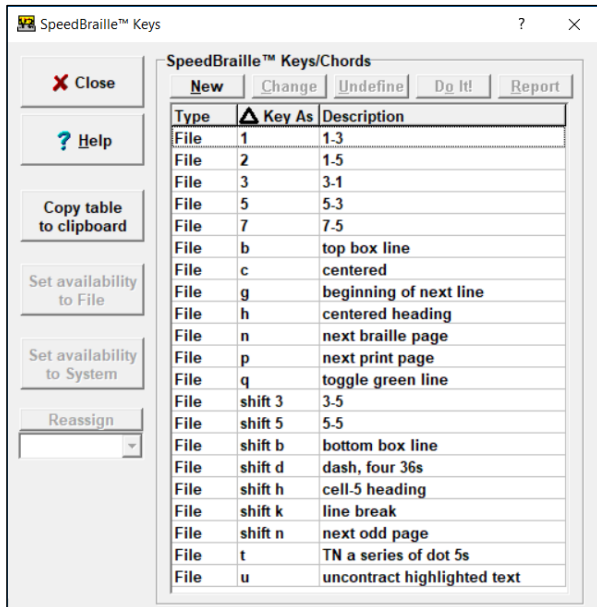 SpeedBraille™ Keys
? ×
Close
Help
Copy table
to clipboard
Set availability
to File
Set availability
to System
Reassign
SpeedBraille™ Keys/Chords
New Change Undefine Do It! Report
Type Key As Description
File 1 1-3
File 2 1-5
File 3 3-1
File 5 5-3
File 7 7-5
File b top box line
File c centered
File g beginning of next line
File h centered heading
File n next braille page
File p next print page
File q toggle green line
File shift 3 3-5
File shift 5 5-5
File shift b bottom box line
File shift d dash, four 36s
File shift h cell-5 heading
File shift k line break
File shift n next odd page
File t TN a series of dot 5s
File u uncontract highlighted text